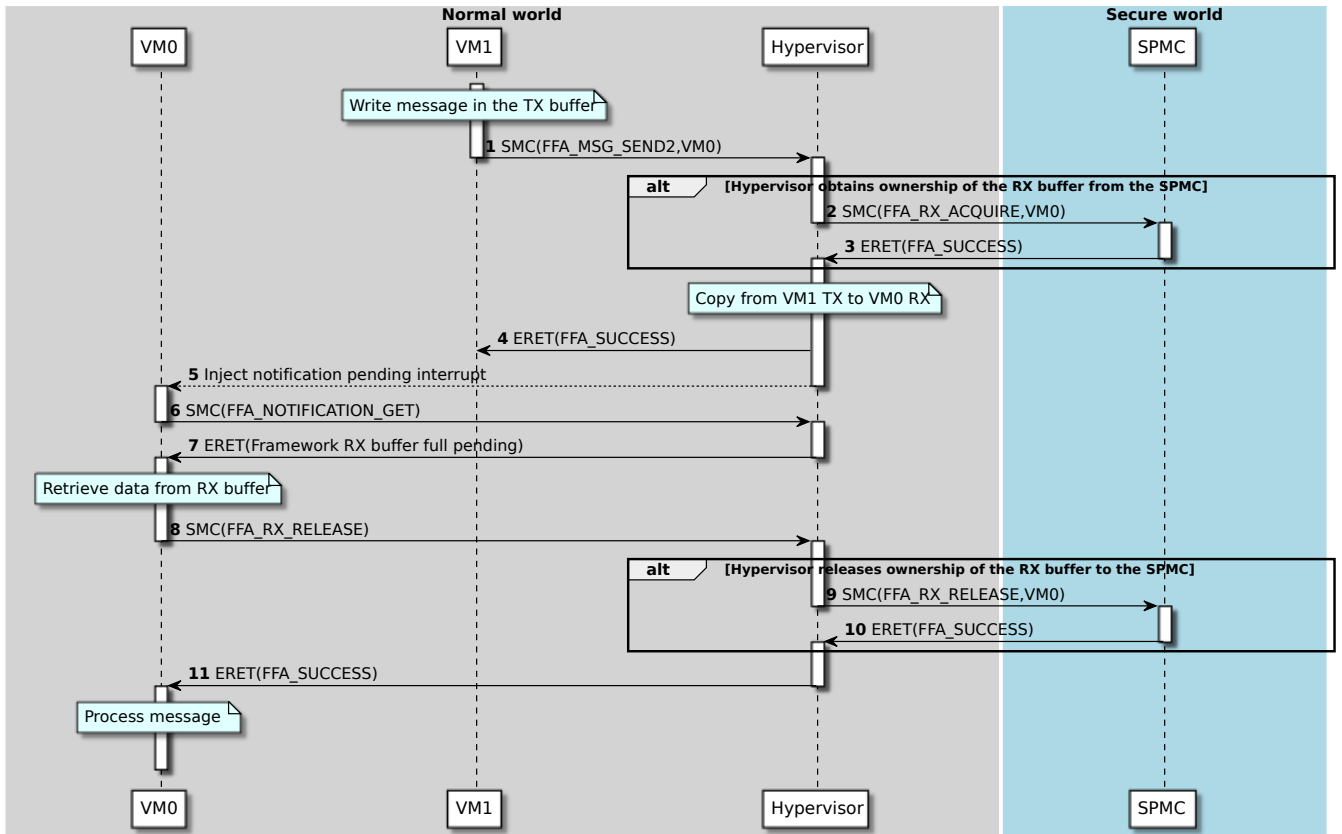 Normal world
Secure world
VM0
VM1
Hypervisor
SPMC
Write message in the TX buffer
1 SMC(FFA_MSG_SEND2,VM0)
alt [Hypervisor obtains ownership of the RX buffer from the SPMC]
2 SMC(FFA_RX_ACQUIRE,VM0)
3 ERET(FFA_SUCCESS)
Copy from VM1 TX to VM0 RX
4 ERET(FFA_SUCCESS)
5 Inject notification pending interrupt
6 SMC(FFA_NOTIFICATION_GET)
7 ERET(Framework RX buffer full pending)
Retrieve data from RX buffer
8 SMC(FFA_RX_RELEASE)
alt [Hypervisor releases ownership of the RX buffer to the SPMC]
9 SMC(FFA_RX_RELEASE,VM0)
10 ERET(FFA_SUCCESS)
11 ERET(FFA_SUCCESS)
Process message
VM0
VM1
Hypervisor
SPMC